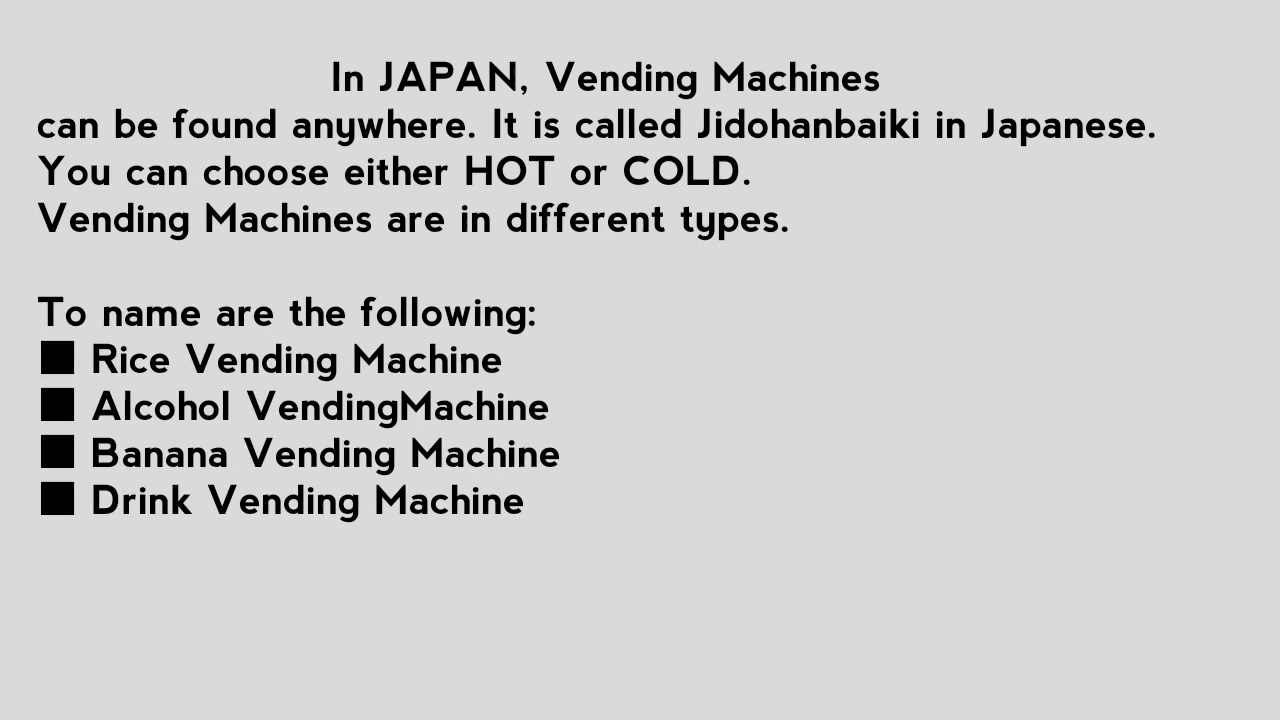 In JAPAN, Vending Machines
can be found anywhere. It is called Jidohanbaiki in Japanese.
You can choose either HOT or COLD.
Vending Machines are in different types.
To name are the following:
■ Rice Vending Machine
■ Alcohol VendingMachine
■ Banana Vending Machine
■ Drink Vending Machine